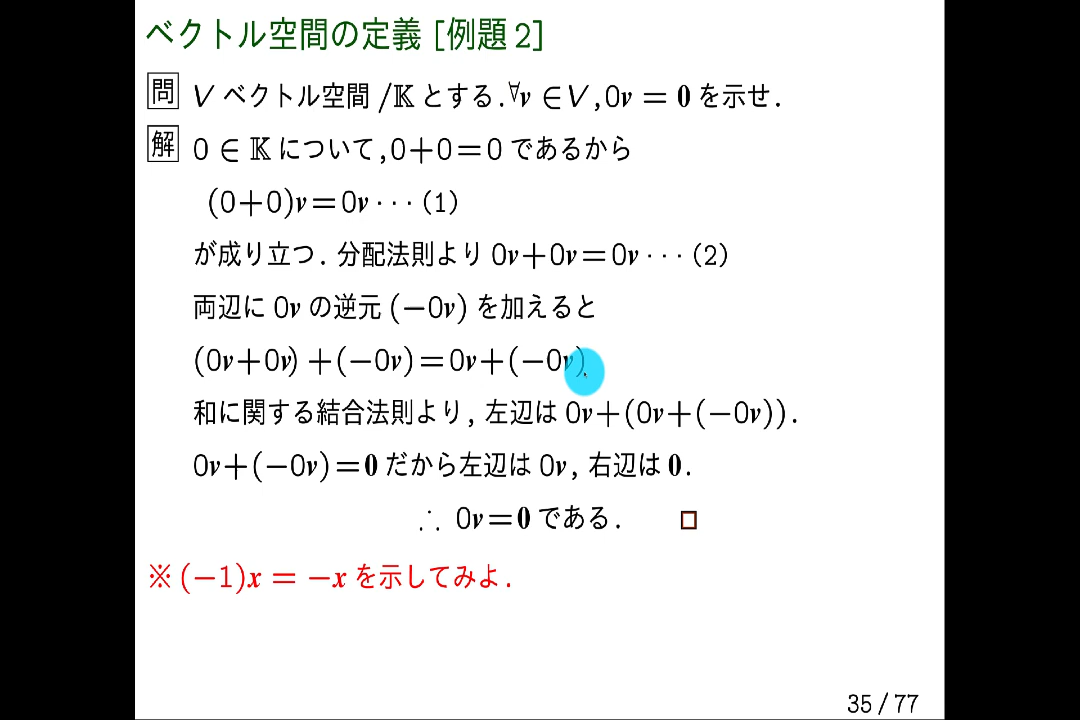 ベクトル空間の定義 [例題 2]
問 V ベクトル空間 /𝕂 とする. ∀v ∈ V, 0v = 0 を示せ.
解 0 ∈ 𝕂 について, 0+0=0 であるから
(0+0)v=0v⋯(1)
が成り立つ. 分配法則より 0v+0v=0v⋯(2)
両辺に 0v の逆元 (−0v) を加えると
(0v+0v)+(−0v)=0v+(−0v).
和に関する結合法則より, 左辺は 0v+(0v+(−0v)).
0v+(−0v)=0 だから左辺は 0v, 右辺は 0.
∴ 0v=0 である. □
※ (−1)x = −x を示してみよ.
35 / 77